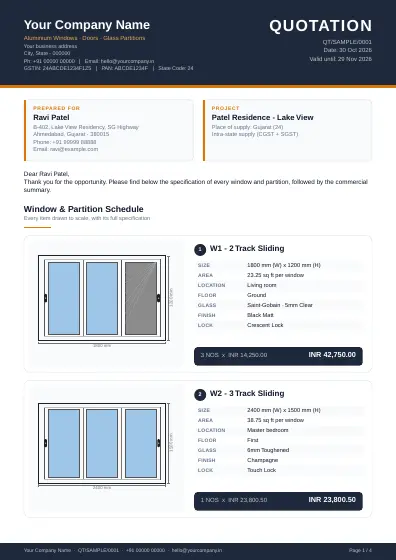 Your Company Name
QUOTATION
Aluminium Windows · Doors · Glass Partitions
Your business address
City, State - 000000
Ph: +91 00000 00000 | Email: hello@yourcompany.in
GSTIN: 24ABCDE1234F1Z5 | PAN: ABCDE1234F | State Code: 24
QT/SAMPLE/0001
Date: 30 Oct 2026
Valid until: 29 Nov 2026
PREPARED FOR
Ravi Patel
B-402, Lake View Residency, SG Highway
Ahmedabad, Gujarat - 380015
Phone: +91 99999 88888
Email: ravi@example.com
PROJECT
Patel Residence - Lake View
Place of supply: Gujarat (24)
Intra-state supply (CGST + SGST)
Dear Ravi Patel,
Thank you for the opportunity. Please find below the specification of every window and partition, followed by the commercial
summary.
Window & Partition Schedule
Every item drawn to scale, with its full specification
1 W1 - 2 Track Sliding
SIZE 1800 mm (W) x 1200 mm (H)
AREA 23.25 sq ft per window
LOCATION Living room
FLOOR Ground
GLASS Saint-Gobain · 5mm Clear
FINISH Black Matt
LOCK Crescent Lock
1200 mm
1800 mm
3 NOS x INR 14,250.00 INR 42,750.00
2 W2 - 3 Track Sliding
SIZE 2400 mm (W) x 1500 mm (H)
AREA 38.75 sq ft per window
LOCATION Master bedroom
FLOOR First
GLASS 6mm Toughened
FINISH Champagne
LOCK Touch Lock
1500 mm
2400 mm
1 NOS x INR 23,800.50 INR 23,800.50
Your Company Name · QT/SAMPLE/0001 · +91 00000 00000 · hello@yourcompany.in
Page 1 / 4